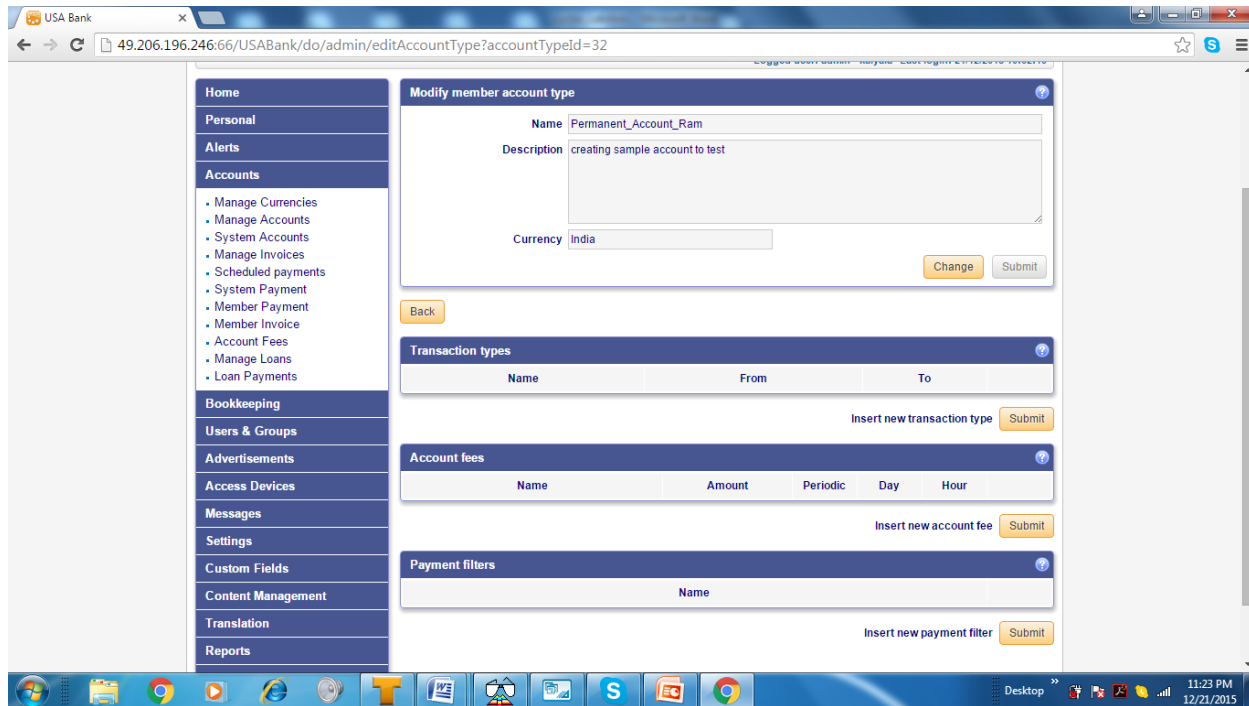 USA Bank
49.206.196.246:66/USABank/do/admin/editAccountType?accountTypeId=32
Home
Personal
Alerts
Accounts
Manage Currencies
Manage Accounts
System Accounts
Manage Invoices
Scheduled payments
System Payment
Member Payment
Member Invoice
Account Fees
Manage Loans
Loan Payments
Bookkeeping
Users & Groups
Advertisements
Access Devices
Messages
Settings
Custom Fields
Content Management
Translation
Reports
Modify member account type
Name Permanent_Account_Ram
Description creating sample account to test
Currency India
Change Submit
Back
Transaction types
Name From To
Insert new transaction type Submit
Account fees
Name Amount Periodic Day Hour
Insert new account fee Submit
Payment filters
Name
Insert new payment filter Submit
Desktop
11:23 PM
12/21/2015